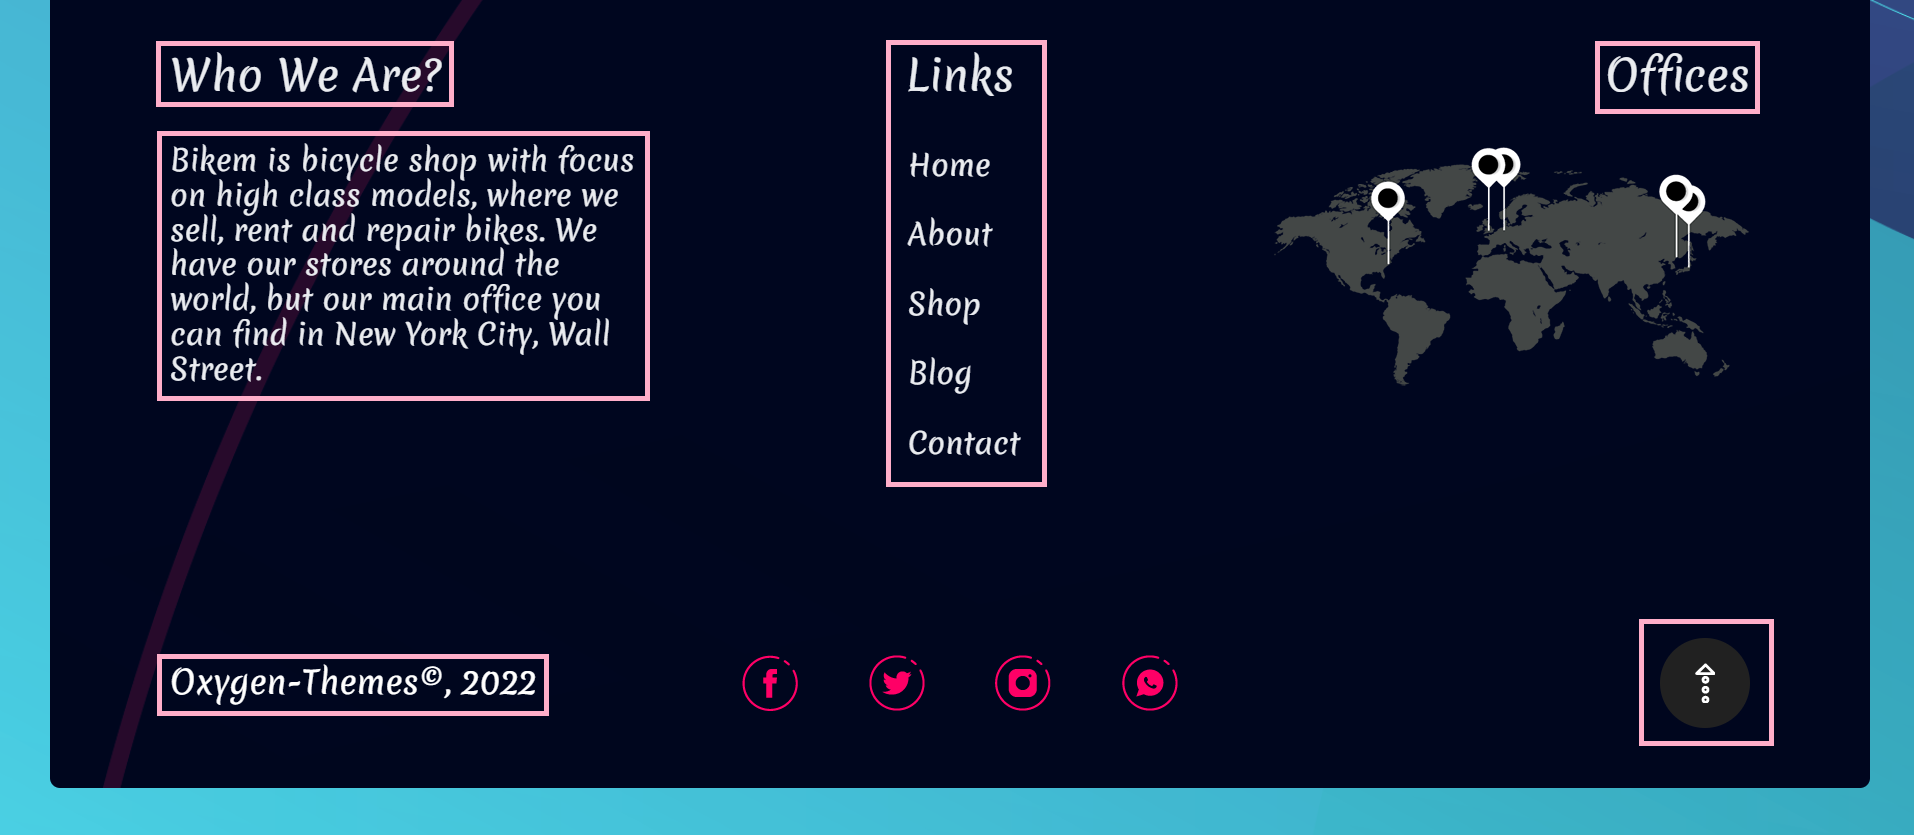 Who We Are?
Bikem is bicycle shop with focus
on high class models, where we
sell, rent and repair bikes. We
have our stores around the
world, but our main office you
can find in New York City, Wall
Street.
Links
Home
About
Shop
Blog
Contact
Offices
Oxygen-Themes©, 2022